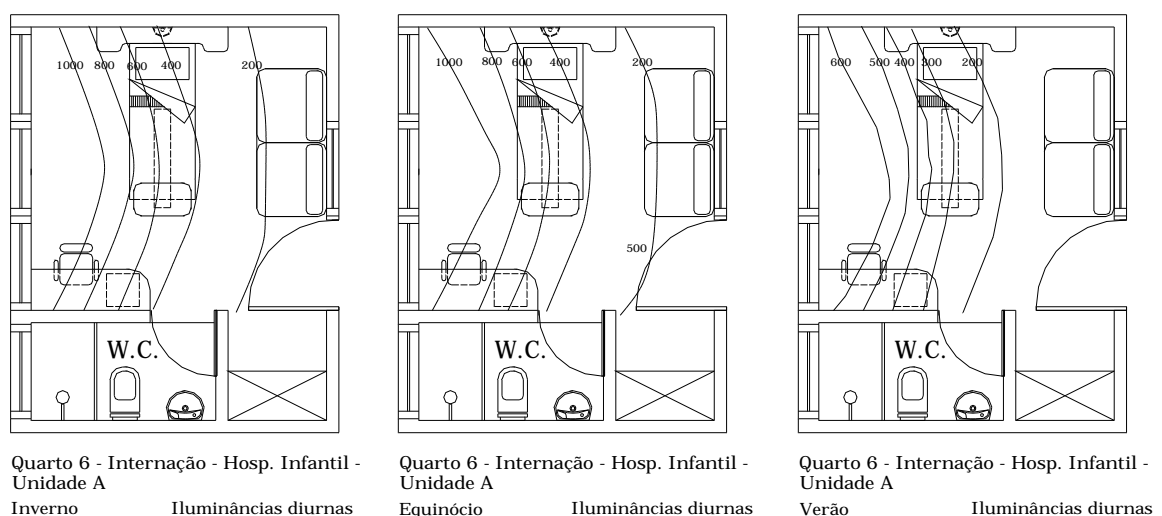 1000 800 600 400 200
W.C.
Quarto 6 - Internação - Hosp. Infantil -
Unidade A
Inverno Iluminâncias diurnas
1000 800 600 400 200
500
W.C.
Quarto 6 - Internação - Hosp. Infantil -
Unidade A
Equinócio Iluminâncias diurnas
600 500 400 300 200
W.C.
Quarto 6 - Internação - Hosp. Infantil -
Unidade A
Verão Iluminâncias diurnas